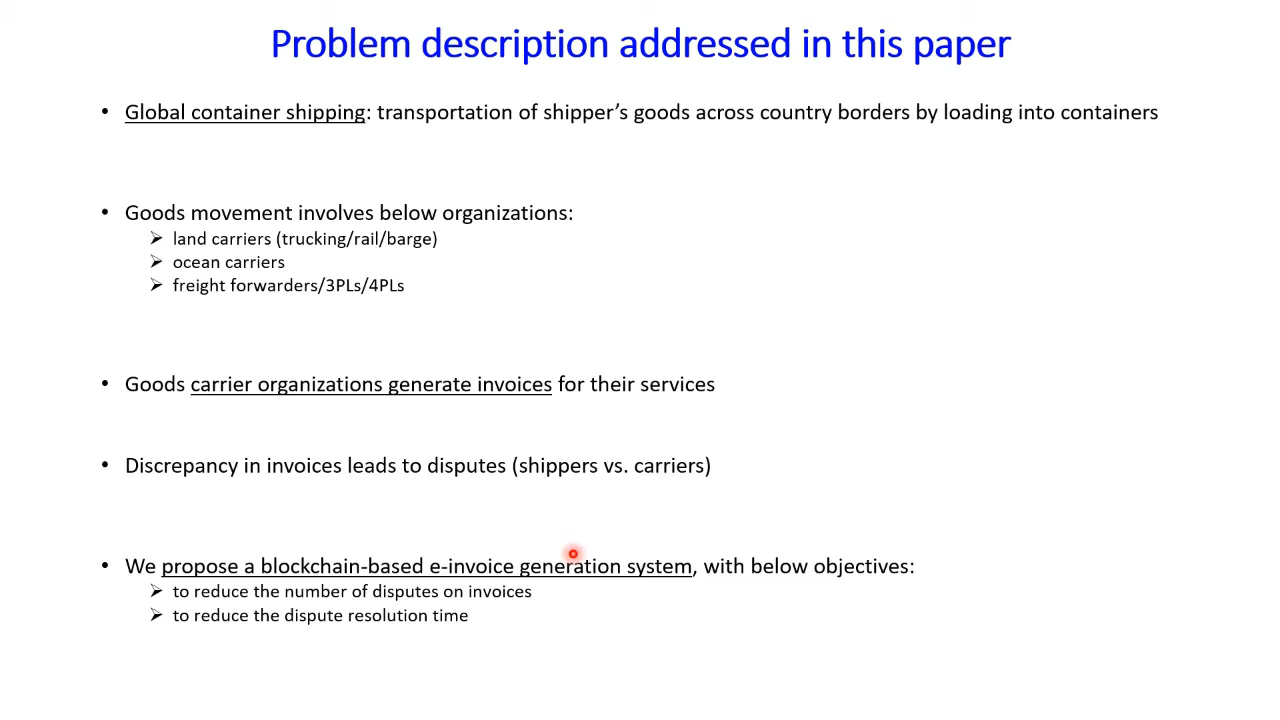 Problem description addressed in this paper
• Global container shipping: transportation of shipper’s goods across country borders by loading into containers
• Goods movement involves below organizations:
➢ land carriers (trucking/rail/barge)
➢ ocean carriers
➢ freight forwarders/3PLs/4PLs
• Goods carrier organizations generate invoices for their services
• Discrepancy in invoices leads to disputes (shippers vs. carriers)
• We propose a blockchain-based e-invoice generation system, with below objectives:
➢ to reduce the number of disputes on invoices
➢ to reduce the dispute resolution time